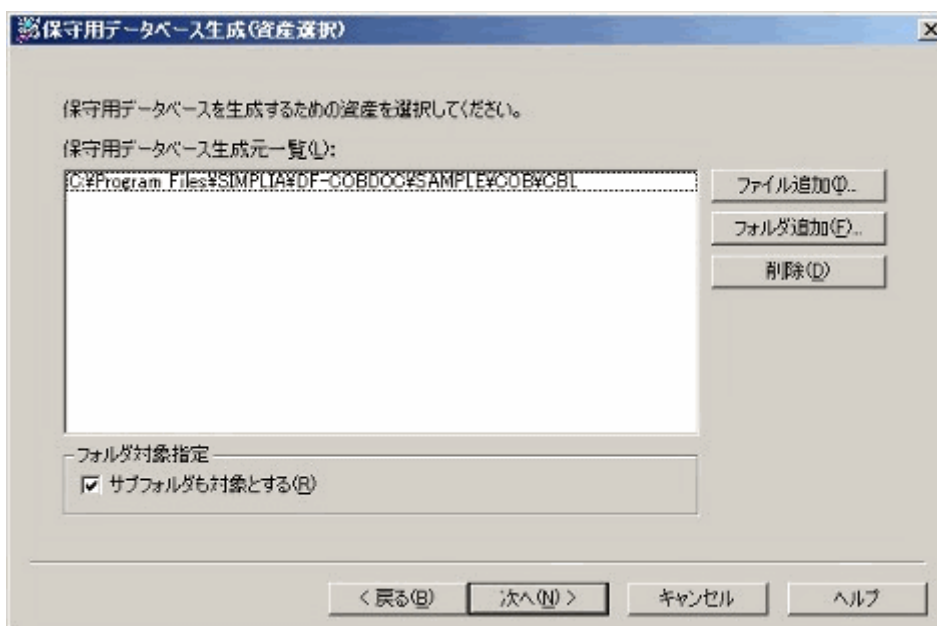 保守用データベース生成(資産選択)
保守用データベースを生成するための資産を選択してください。
保守用データベース生成元一覧(L):
C:¥Program Files¥SIMPLIA¥DF-COBDOC¥SAMPLE¥COB¥CBL
ファイル追加(I)...
フォルダ追加(F)...
削除(D)
フォルダ対象指定
サブフォルダも対象とする(R)
< 戻る(B)
次へ(N) >
キャンセル
ヘルプ